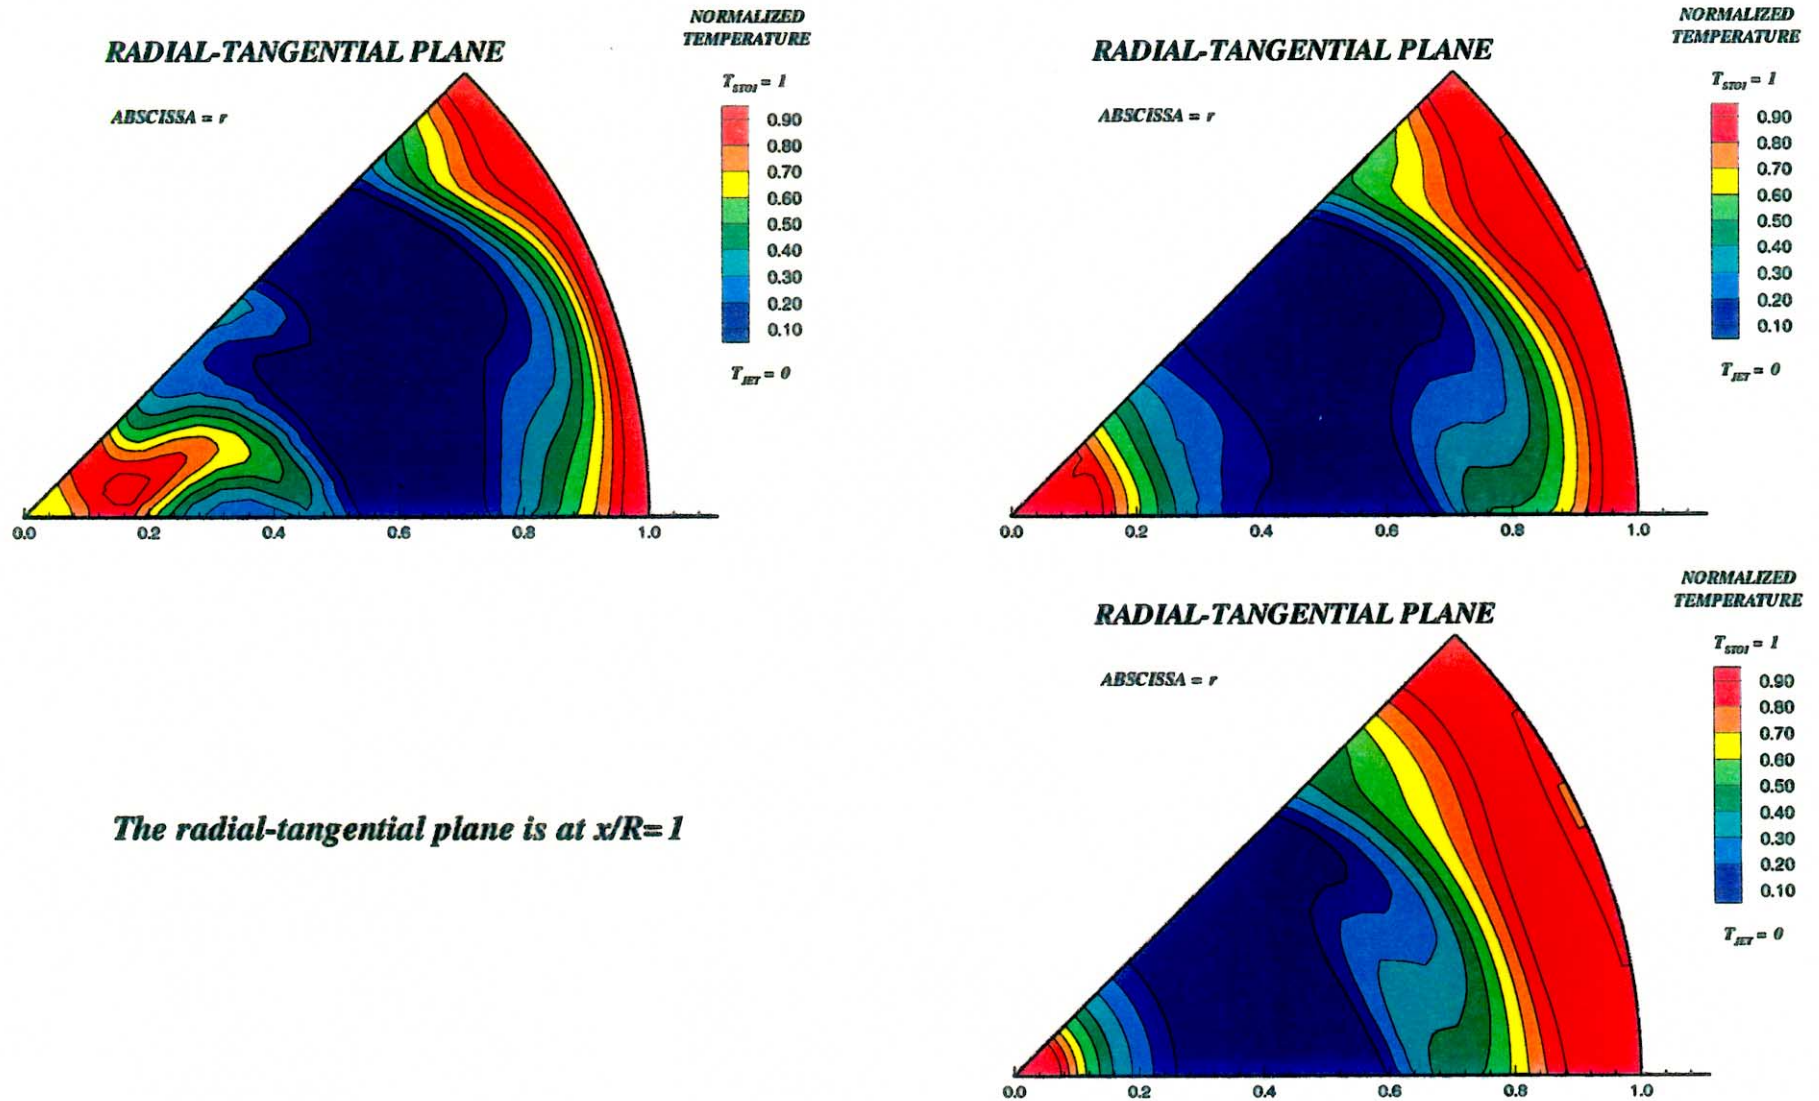 NORMALIZED
TEMPERATURE
RADIAL-TANGENTIAL PLANE
T_STOI = 1
ABSCISSA = r
0.90
0.80
0.70
0.60
0.50
0.40
0.30
0.20
0.10
T_JET = 0
0.0 0.2 0.4 0.6 0.8 1.0
NORMALIZED
TEMPERATURE
RADIAL-TANGENTIAL PLANE
T_STOI = 1
ABSCISSA = r
0.90
0.80
0.70
0.60
0.50
0.40
0.30
0.20
0.10
T_JET = 0
0.0 0.2 0.4 0.6 0.8 1.0
The radial-tangential plane is at x/R=1
NORMALIZED
TEMPERATURE
RADIAL-TANGENTIAL PLANE
T_STOI = 1
ABSCISSA = r
0.90
0.80
0.70
0.60
0.50
0.40
0.30
0.20
0.10
T_JET = 0
0.0 0.2 0.4 0.6 0.8 1.0